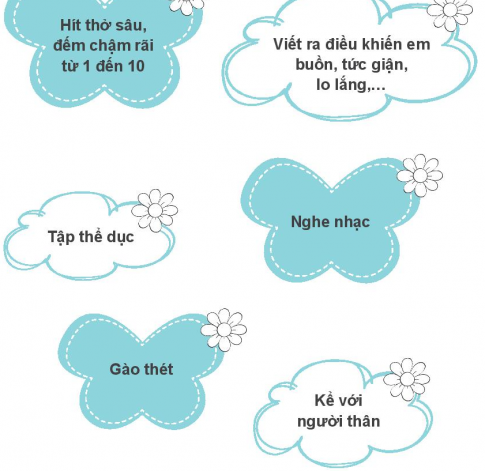 Hít thở sâu,
đếm chậm rãi
từ 1 đến 10
Viết ra điều khiến em
buồn, tức giận,
lo lắng,...
Tập thể dục
Nghe nhạc
Gào thét
Kể với
người thân